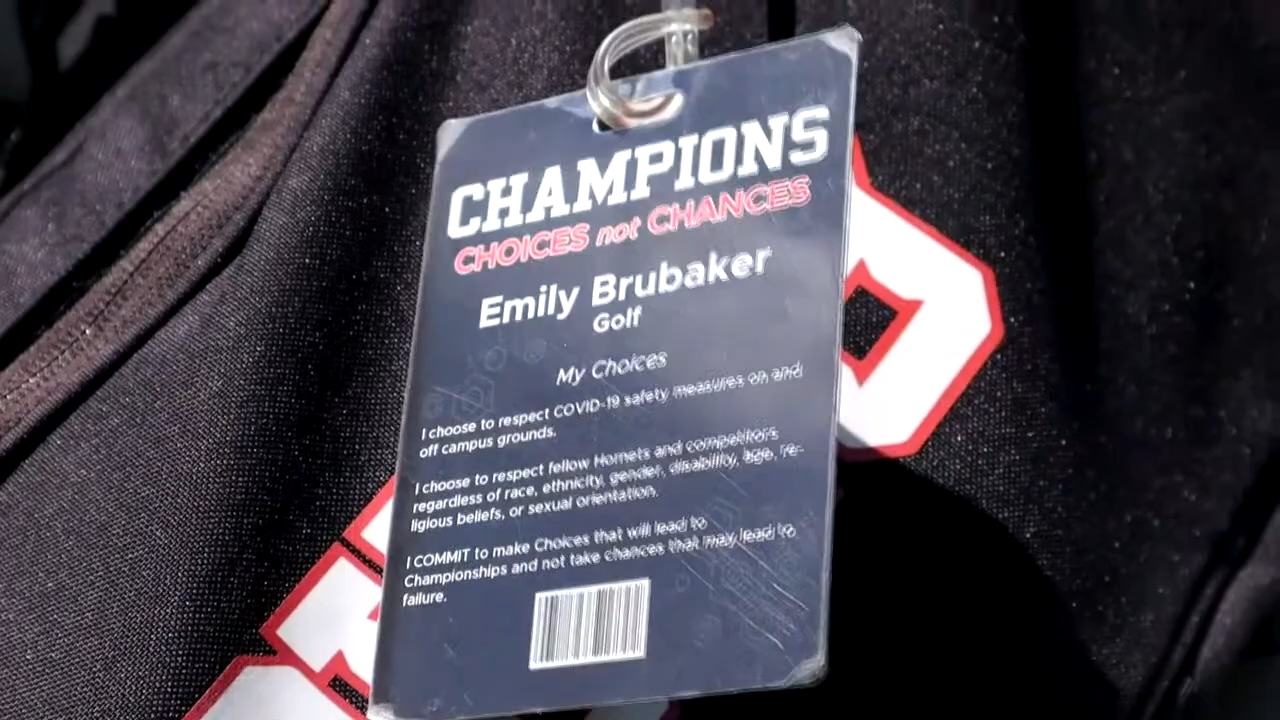 CHAMPIONS
CHOICES not CHANCES
Emily Brubaker
Golf
My Choices
I choose to respect COVID-19 safety measures on and
off campus grounds.
I choose to respect fellow Hornets and competitors
regardless of race, ethnicity, gender, disability, age, re-
ligious beliefs, or sexual orientation.
I COMMIT to make Choices that will lead to
Championships and not take chances that may lead to
failure.